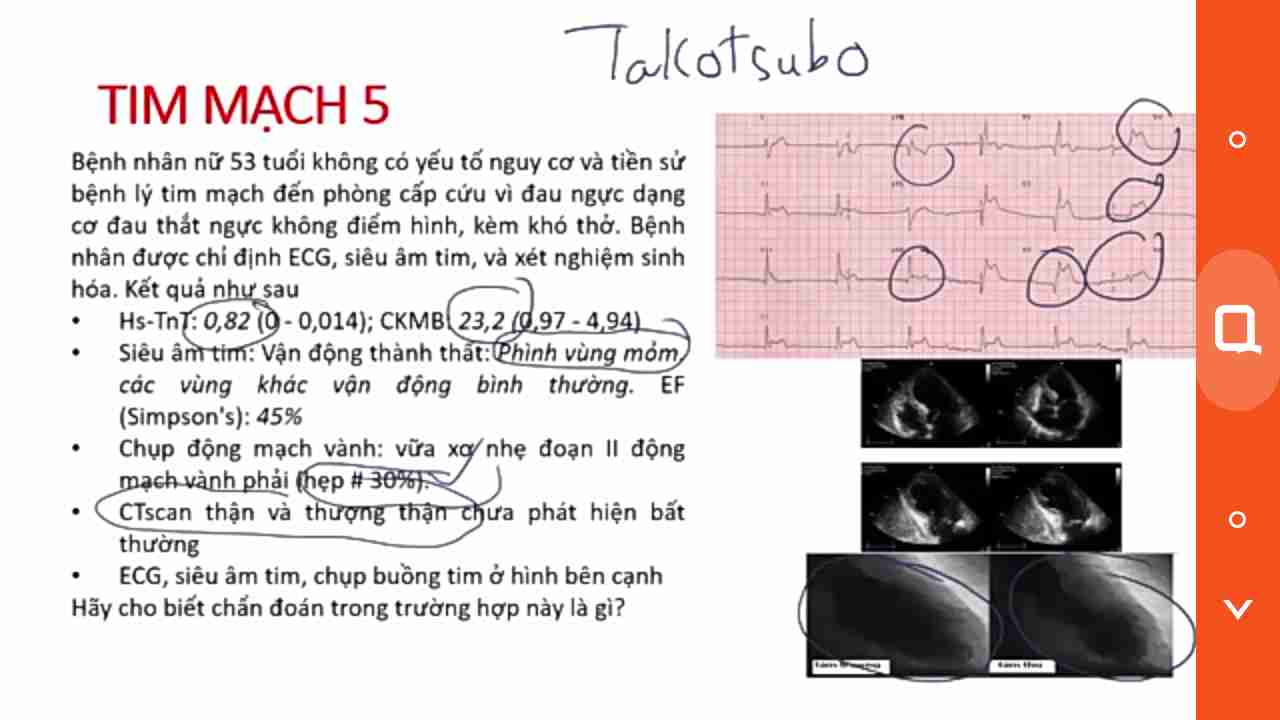 Takotsubo
TIM MẠCH 5
Bệnh nhân nữ 53 tuổi không có yếu tố nguy cơ và tiền sử
bệnh lý tim mạch đến phòng cấp cứu vì đau ngực dạng
cơ đau thắt ngực không điểm hình, kèm khó thở. Bệnh
nhân được chỉ định ECG, siêu âm tim, và xét nghiệm sinh
hóa. Kết quả như sau
• Hs-TnT: 0,82 (0 - 0,014); CKMB: 23,2 (0,97 - 4,94)
• Siêu âm tim: Vận động thành thất: Phình vùng mỏm,
các vùng khác vận động bình thường. EF
(Simpson's): 45%
• Chụp động mạch vành: vữa xơ nhẹ đoạn II động
mạch vành phải (hẹp # 30%).
• CTscan thận và thượng thận chưa phát hiện bất
thường
• ECG, siêu âm tim, chụp buồng tim ở hình bên cạnh
Hãy cho biết chẩn đoán trong trường hợp này là gì?